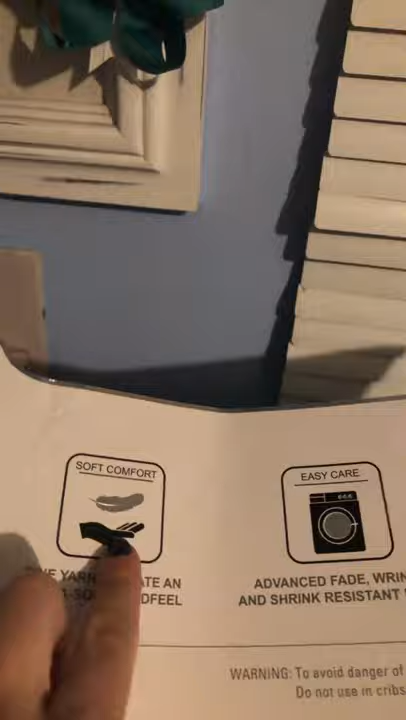 SOFT COMFORT
EASY CARE
AN
ADVANCED FADE,
AND SHRINK RESISTANT
WARNING: To avoid danger of
Do not use in cribs